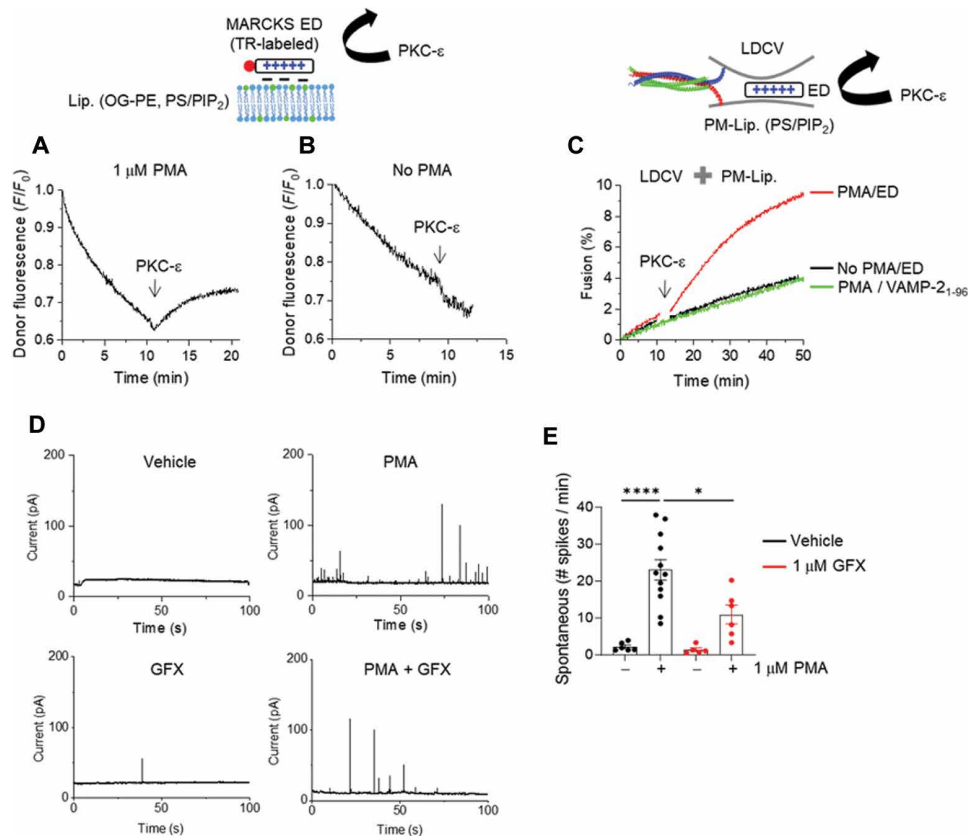 MARCKS ED
(TR-labeled)
PKC-ε
+++++
Lip. (OG-PE, PS/PIP2)
LDCV
+++++ ED
PKC-ε
PM-Lip. (PS/PIP2)
A
1 μM PMA
Donor fluorescence (F/F0)
1.0
0.9
0.8
0.7
0.6
PKC-ε
0 5 10 15 20
Time (min)
B
No PMA
Donor fluorescence (F/F0)
1.0
0.9
0.8
0.7
0.6
PKC-ε
0 5 10 15
Time (min)
C
LDCV + PM-Lip.
Fusion (%)
10
8
6
4
2
0
PKC-ε
PMA/ED
No PMA/ED
PMA / VAMP-21-96
0 10 20 30 40 50
Time (min)
D
Vehicle
Current (pA)
200
100
0
0 50 100
Time (s)
PMA
Current (pA)
200
100
0
0 50 100
Time (s)
GFX
Current (pA)
200
100
0
0 50 100
Time (s)
PMA + GFX
Current (pA)
200
100
0
0 50 100
Time (s)
E
Spontaneous (# spikes / min)
40
30
20
10
0
**** *
Vehicle
1 μM GFX
– + – + 1 μM PMA